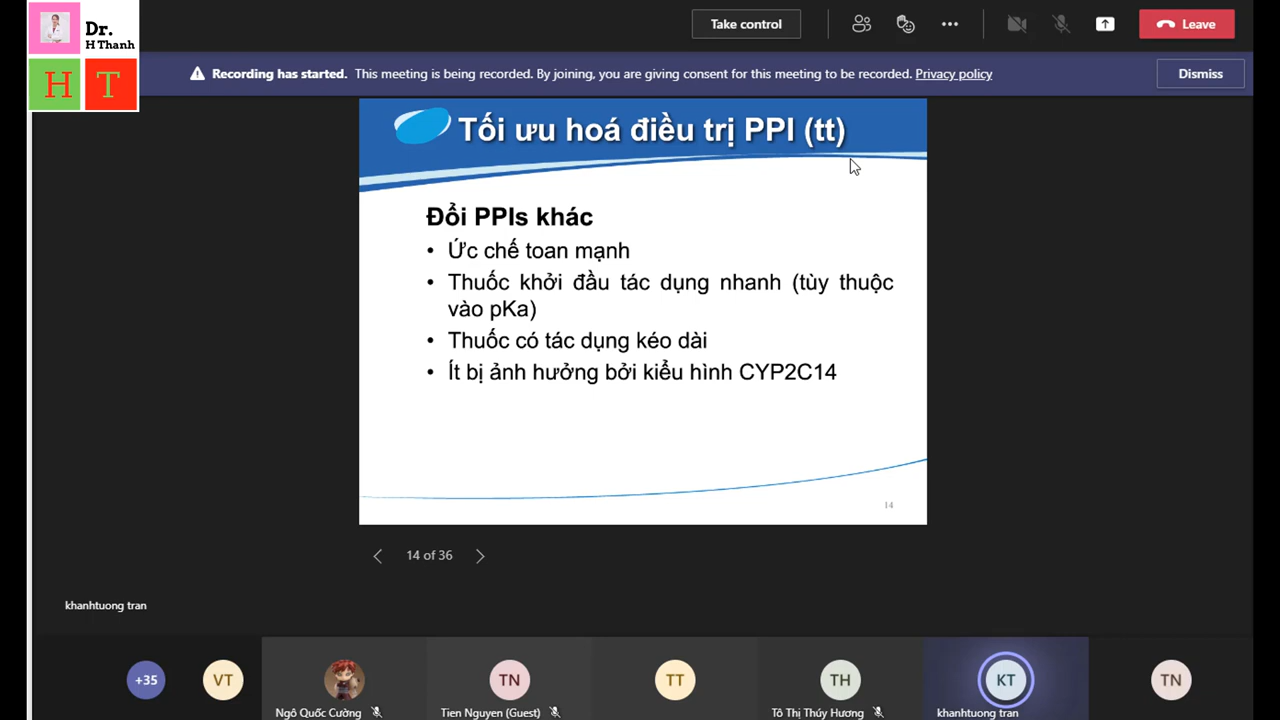 Dr.
H Thanh
H T
Take control
Leave
Recording has started. This meeting is being recorded. By joining, you are giving consent for this meeting to be recorded. Privacy policy
Dismiss
Tối ưu hoá điều trị PPI (tt)
Đổi PPIs khác
• Ức chế toan mạnh
• Thuốc khởi đầu tác dụng nhanh (tùy thuộc
vào pKa)
• Thuốc có tác dụng kéo dài
• Ít bị ảnh hưởng bởi kiểu hình CYP2C14
14
14 of 36
khanhtuong tran
+35
VT
TN
TT
TH
KT
TN
Ngô Quốc Cường
Tien Nguyen (Guest)
Tô Thị Thúy Hương
khanhtuong tran